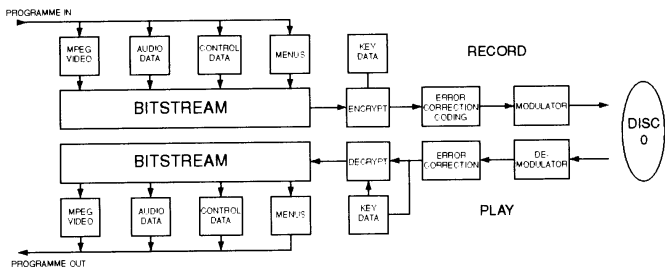 PROGRAMME IN
MPEG
VIDEO
AUDIO
DATA
CONTROL
DATA
MENUS
KEY
DATA
RECORD
BITSTREAM
ENCRYPT
ERROR
CORRECTION
CODING
MODULATOR
DISC
0
BITSTREAM
DECRYPT
ERROR
CORRECTION
DE-
MODULATOR
MPEG
VIDEO
AUDIO
DATA
CONTROL
DATA
MENUS
KEY
DATA
PLAY
PROGRAMME OUT